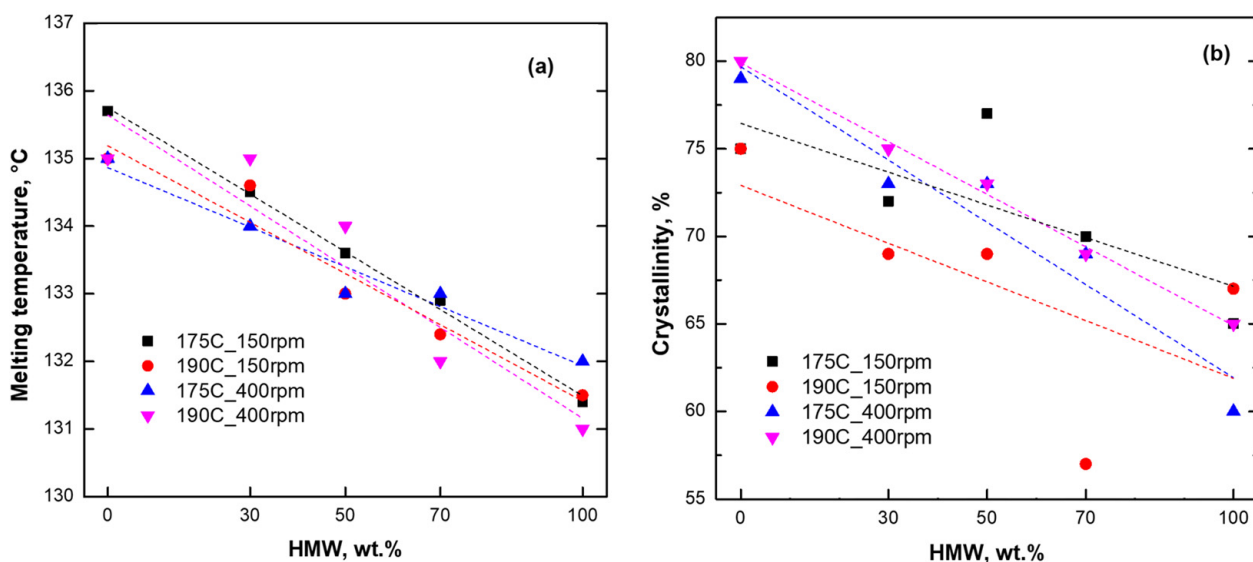 (a)
Melting temperature, °C
137
136
135
134
133
132
131
130
175C_150rpm
190C_150rpm
175C_400rpm
190C_400rpm
0 30 50 70 100
HMW, wt.%
(b)
Crystallinity, %
80
75
70
65
60
55
175C_150rpm
190C_150rpm
175C_400rpm
190C_400rpm
0 30 50 70 100
HMW, wt.%